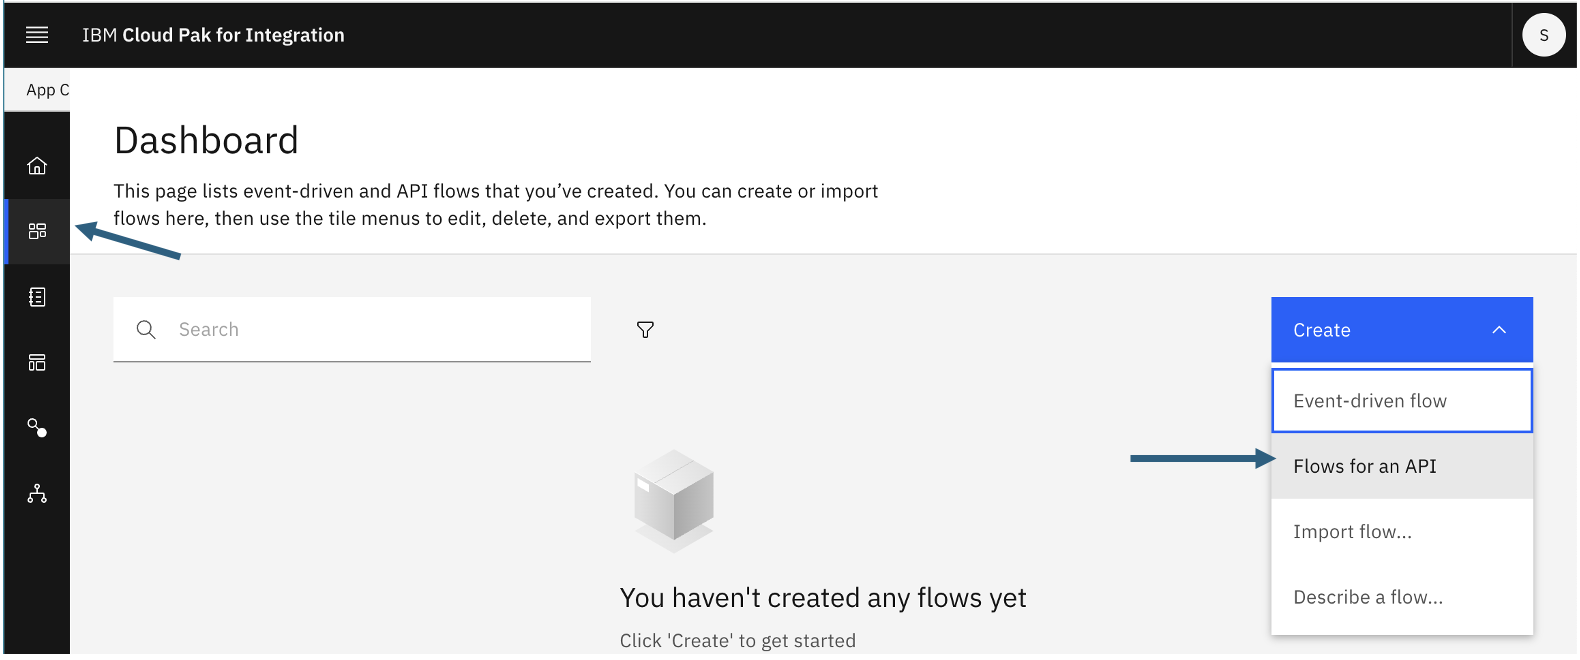 IBM Cloud Pak for Integration
S
App C
Dashboard
This page lists event-driven and API flows that you’ve created. You can create or import
flows here, then use the tile menus to edit, delete, and export them.
Search
Create
Event-driven flow
Flows for an API
Import flow...
Describe a flow...
You haven't created any flows yet
Click 'Create' to get started